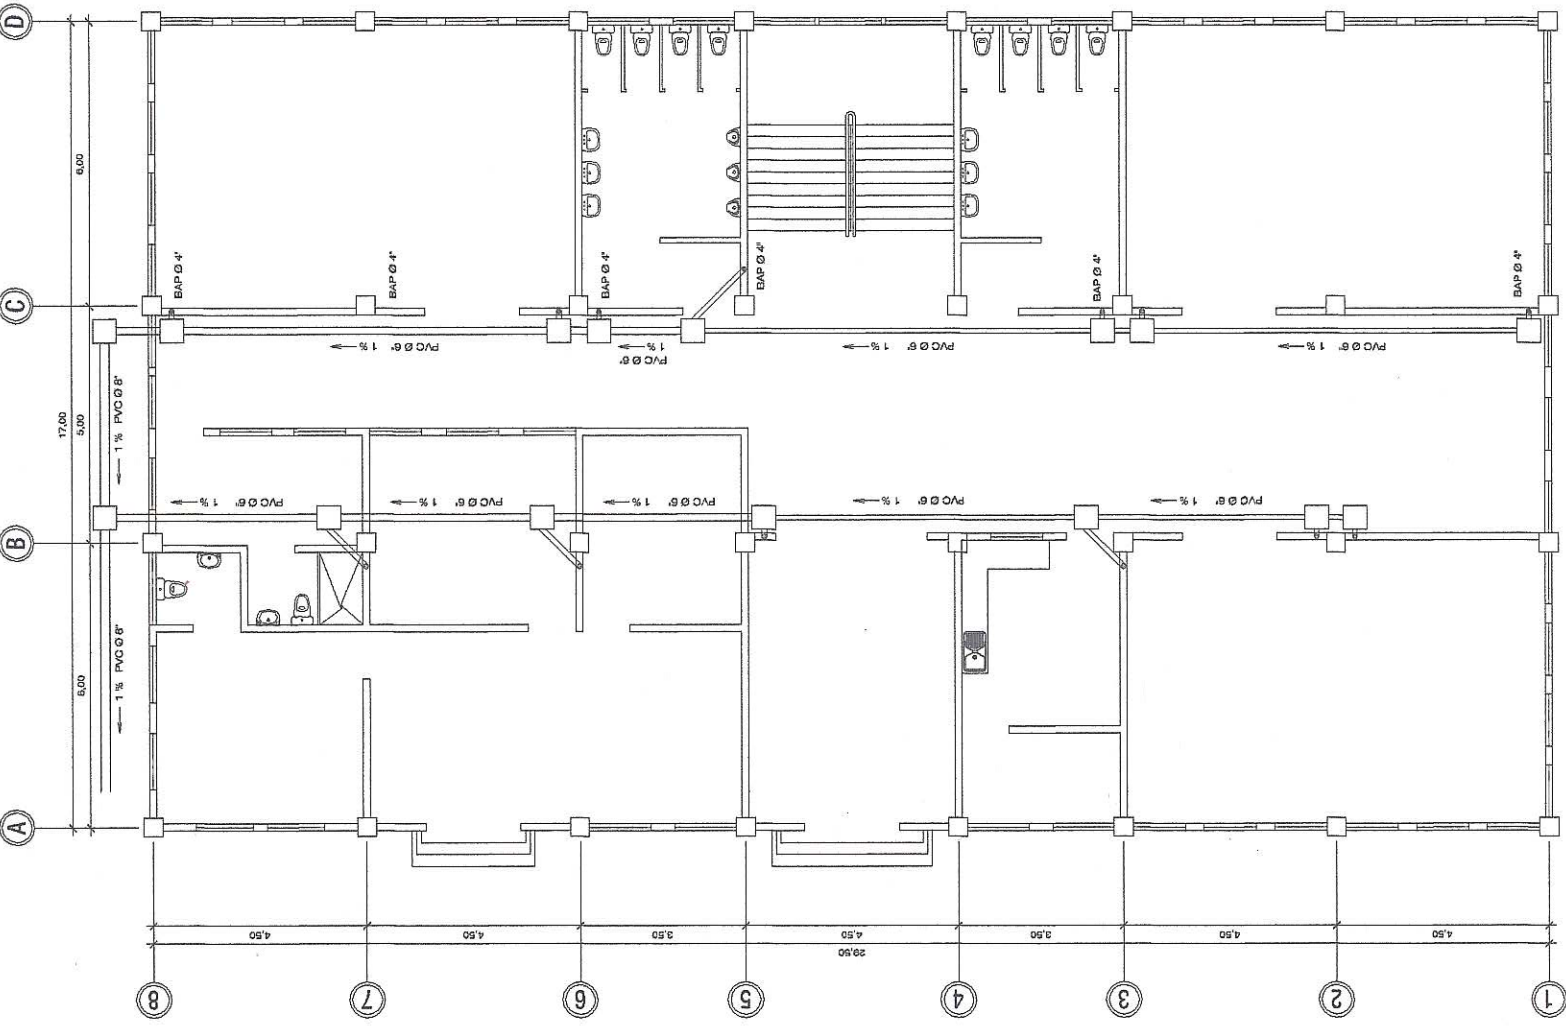 D
C
B
A
8
7
6
5
4
3
2
1
17,00
6,00
5,00
6,00
4,50
4,50
3,50
4,50
3,50
4,50
4,50
29,50
BAP Ø 4"
BAP Ø 4"
BAP Ø 4"
BAP Ø 4"
BAP Ø 4"
BAP Ø 4"
PVC Ø 6" 1 %
PVC Ø 6"
1 %
PVC Ø 6" 1 %
PVC Ø 6" 1 %
1 % PVC Ø 8"
PVC Ø 6" 1 %
PVC Ø 6" 1 %
PVC Ø 6" 1 %
PVC Ø 6" 1 %
PVC Ø 6" 1 %
1 % PVC Ø 8"